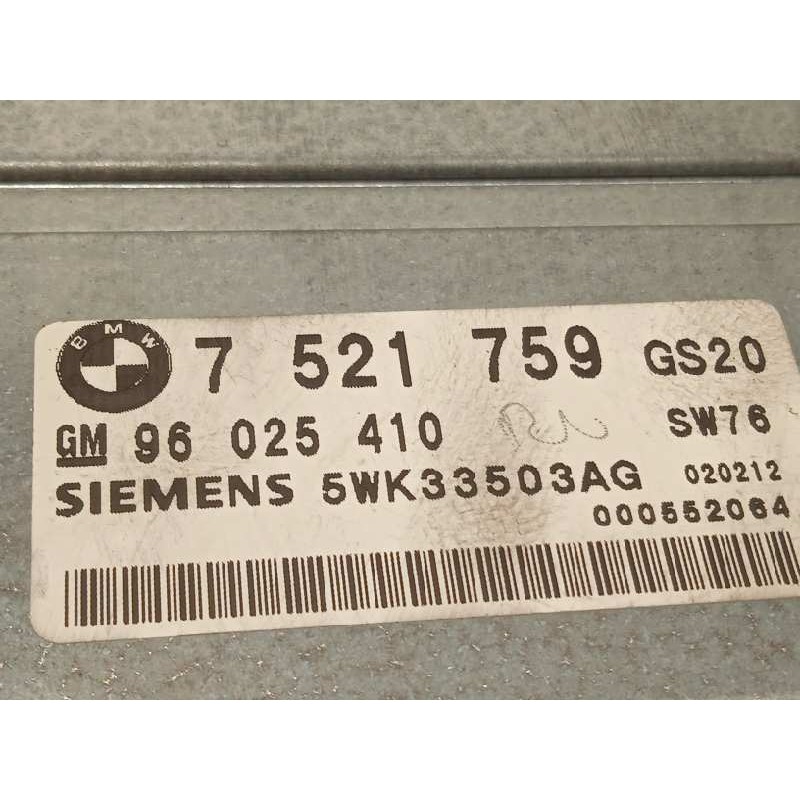 BMW 7 521 759 GS20
GM 96 025 410 SW76
SIEMENS 5WK33503AG 020212
000552064